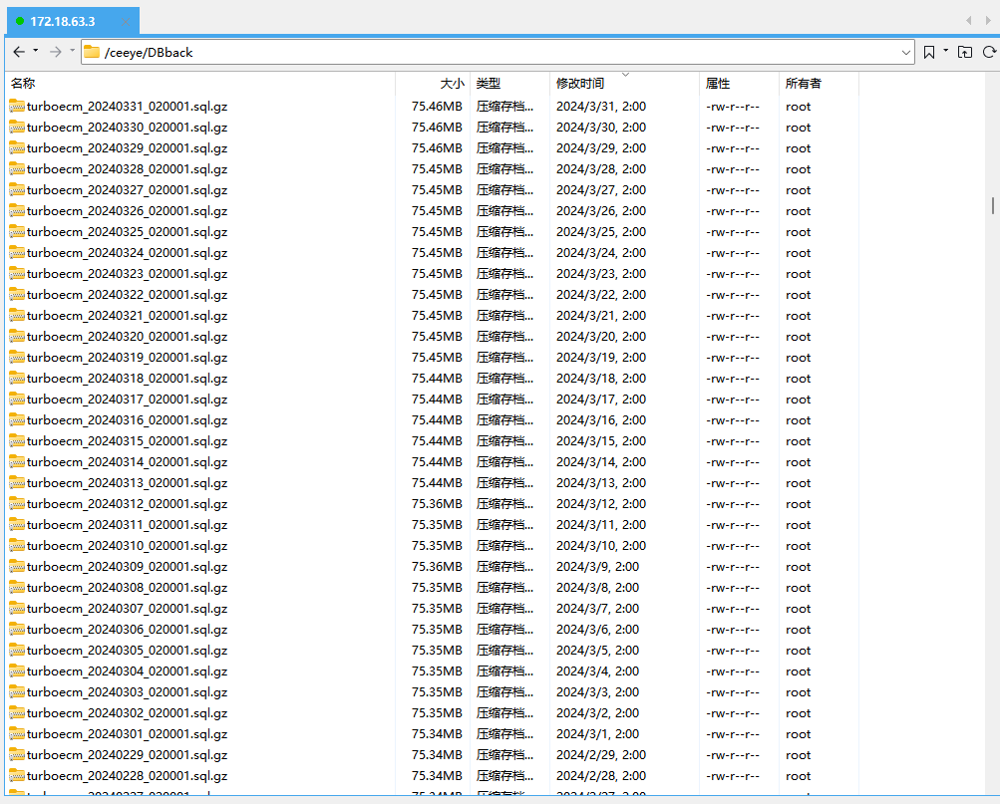 172.18.63.3
/ceeye/DBback
名称 大小 类型 修改时间 属性 所有者
turboecm_20240331_020001.sql.gz 75.46MB 压缩存档... 2024/3/31, 2:00 -rw-r--r-- root
turboecm_20240330_020001.sql.gz 75.46MB 压缩存档... 2024/3/30, 2:00 -rw-r--r-- root
turboecm_20240329_020001.sql.gz 75.46MB 压缩存档... 2024/3/29, 2:00 -rw-r--r-- root
turboecm_20240328_020001.sql.gz 75.45MB 压缩存档... 2024/3/28, 2:00 -rw-r--r-- root
turboecm_20240327_020001.sql.gz 75.45MB 压缩存档... 2024/3/27, 2:00 -rw-r--r-- root
turboecm_20240326_020001.sql.gz 75.45MB 压缩存档... 2024/3/26, 2:00 -rw-r--r-- root
turboecm_20240325_020001.sql.gz 75.45MB 压缩存档... 2024/3/25, 2:00 -rw-r--r-- root
turboecm_20240324_020001.sql.gz 75.45MB 压缩存档... 2024/3/24, 2:00 -rw-r--r-- root
turboecm_20240323_020001.sql.gz 75.45MB 压缩存档... 2024/3/23, 2:00 -rw-r--r-- root
turboecm_20240322_020001.sql.gz 75.45MB 压缩存档... 2024/3/22, 2:00 -rw-r--r-- root
turboecm_20240321_020001.sql.gz 75.45MB 压缩存档... 2024/3/21, 2:00 -rw-r--r-- root
turboecm_20240320_020001.sql.gz 75.45MB 压缩存档... 2024/3/20, 2:00 -rw-r--r-- root
turboecm_20240319_020001.sql.gz 75.45MB 压缩存档... 2024/3/19, 2:00 -rw-r--r-- root
turboecm_20240318_020001.sql.gz 75.44MB 压缩存档... 2024/3/18, 2:00 -rw-r--r-- root
turboecm_20240317_020001.sql.gz 75.44MB 压缩存档... 2024/3/17, 2:00 -rw-r--r-- root
turboecm_20240316_020001.sql.gz 75.44MB 压缩存档... 2024/3/16, 2:00 -rw-r--r-- root
turboecm_20240315_020001.sql.gz 75.44MB 压缩存档... 2024/3/15, 2:00 -rw-r--r-- root
turboecm_20240314_020001.sql.gz 75.44MB 压缩存档... 2024/3/14, 2:00 -rw-r--r-- root
turboecm_20240313_020001.sql.gz 75.44MB 压缩存档... 2024/3/13, 2:00 -rw-r--r-- root
turboecm_20240312_020001.sql.gz 75.36MB 压缩存档... 2024/3/12, 2:00 -rw-r--r-- root
turboecm_20240311_020001.sql.gz 75.35MB 压缩存档... 2024/3/11, 2:00 -rw-r--r-- root
turboecm_20240310_020001.sql.gz 75.35MB 压缩存档... 2024/3/10, 2:00 -rw-r--r-- root
turboecm_20240309_020001.sql.gz 75.36MB 压缩存档... 2024/3/9, 2:00 -rw-r--r-- root
turboecm_20240308_020001.sql.gz 75.35MB 压缩存档... 2024/3/8, 2:00 -rw-r--r-- root
turboecm_20240307_020001.sql.gz 75.35MB 压缩存档... 2024/3/7, 2:00 -rw-r--r-- root
turboecm_20240306_020001.sql.gz 75.35MB 压缩存档... 2024/3/6, 2:00 -rw-r--r-- root
turboecm_20240305_020001.sql.gz 75.35MB 压缩存档... 2024/3/5, 2:00 -rw-r--r-- root
turboecm_20240304_020001.sql.gz 75.35MB 压缩存档... 2024/3/4, 2:00 -rw-r--r-- root
turboecm_20240303_020001.sql.gz 75.35MB 压缩存档... 2024/3/3, 2:00 -rw-r--r-- root
turboecm_20240302_020001.sql.gz 75.35MB 压缩存档... 2024/3/2, 2:00 -rw-r--r-- root
turboecm_20240301_020001.sql.gz 75.34MB 压缩存档... 2024/3/1, 2:00 -rw-r--r-- root
turboecm_20240229_020001.sql.gz 75.34MB 压缩存档... 2024/2/29, 2:00 -rw-r--r-- root
turboecm_20240228_020001.sql.gz 75.34MB 压缩存档... 2024/2/28, 2:00 -rw-r--r-- root